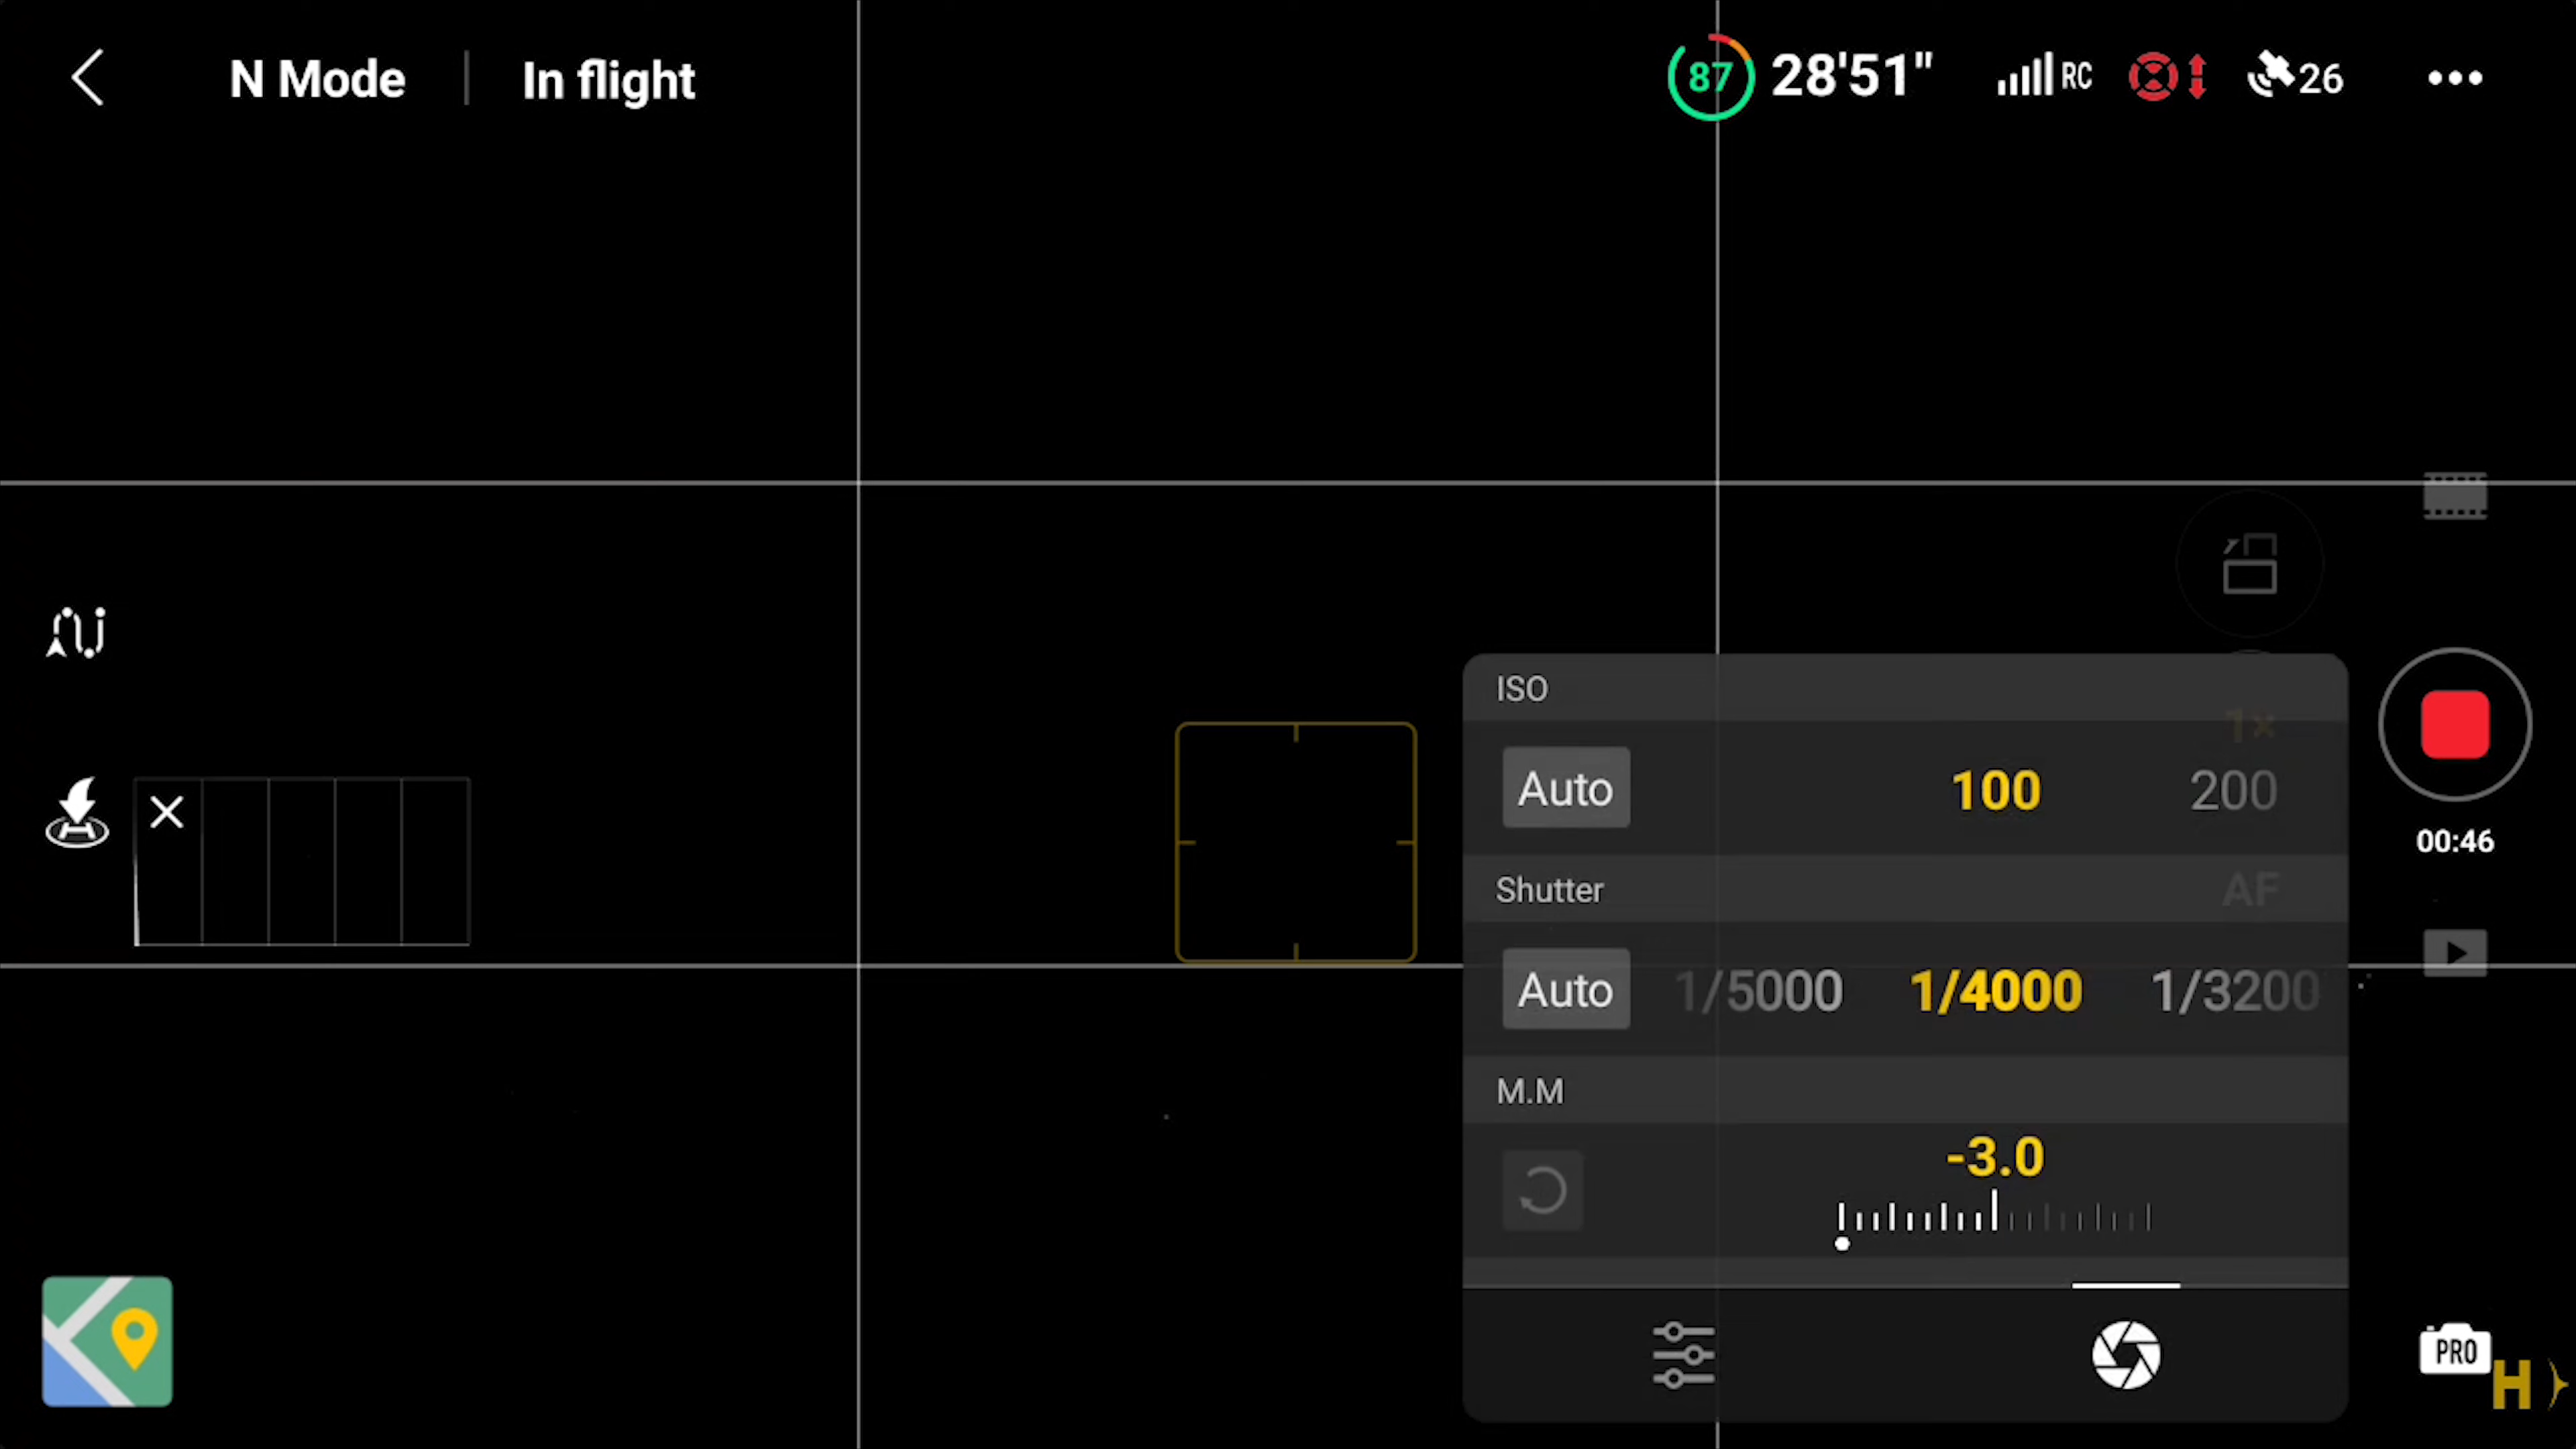 N Mode | In flight
87 28'51" RC 26
ISO
1×
Auto 100 200
00:46
Shutter AF
Auto 1/5000 1/4000 1/3200
M.M
-3.0
PRO
H